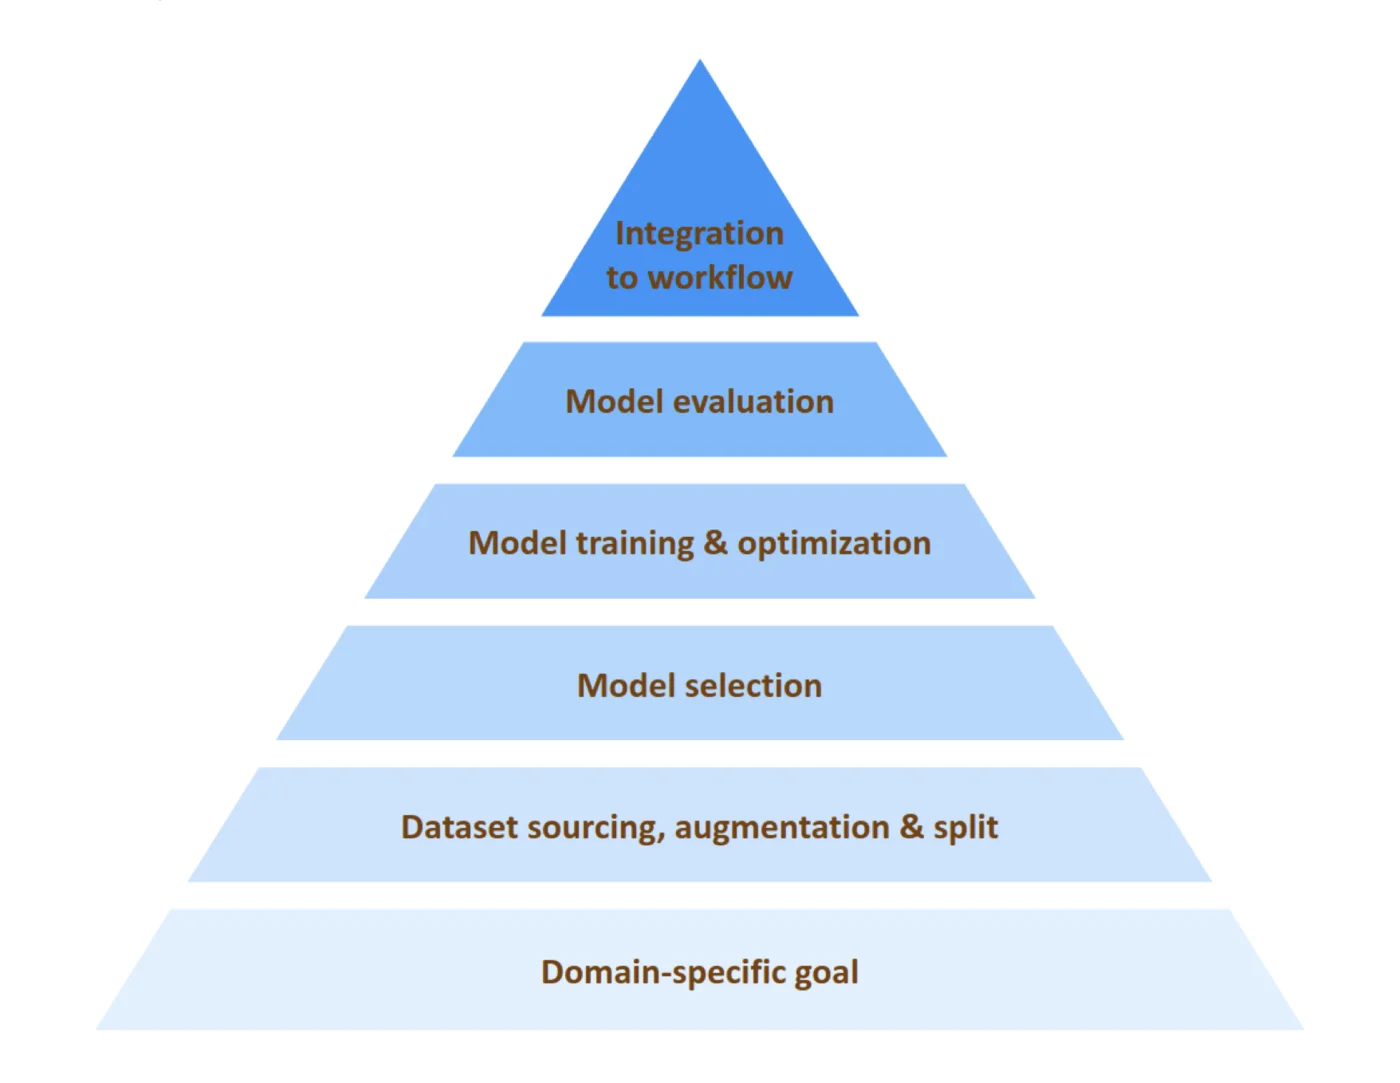 Integration
to workflow
Model evaluation
Model training & optimization
Model selection
Dataset sourcing, augmentation & split
Domain-specific goal